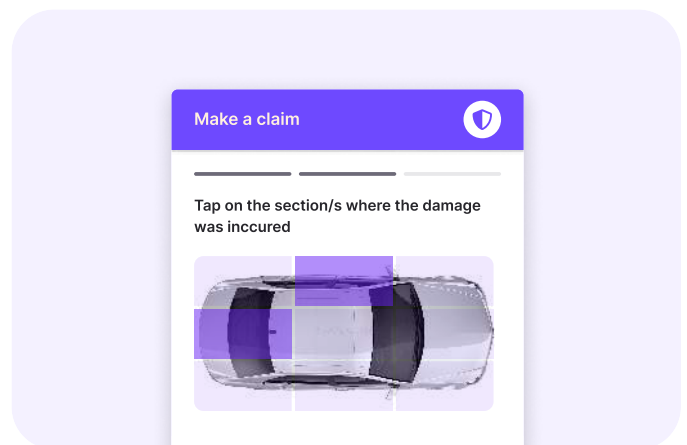 Make a claim
Tap on the section/s where the damage
was inccured